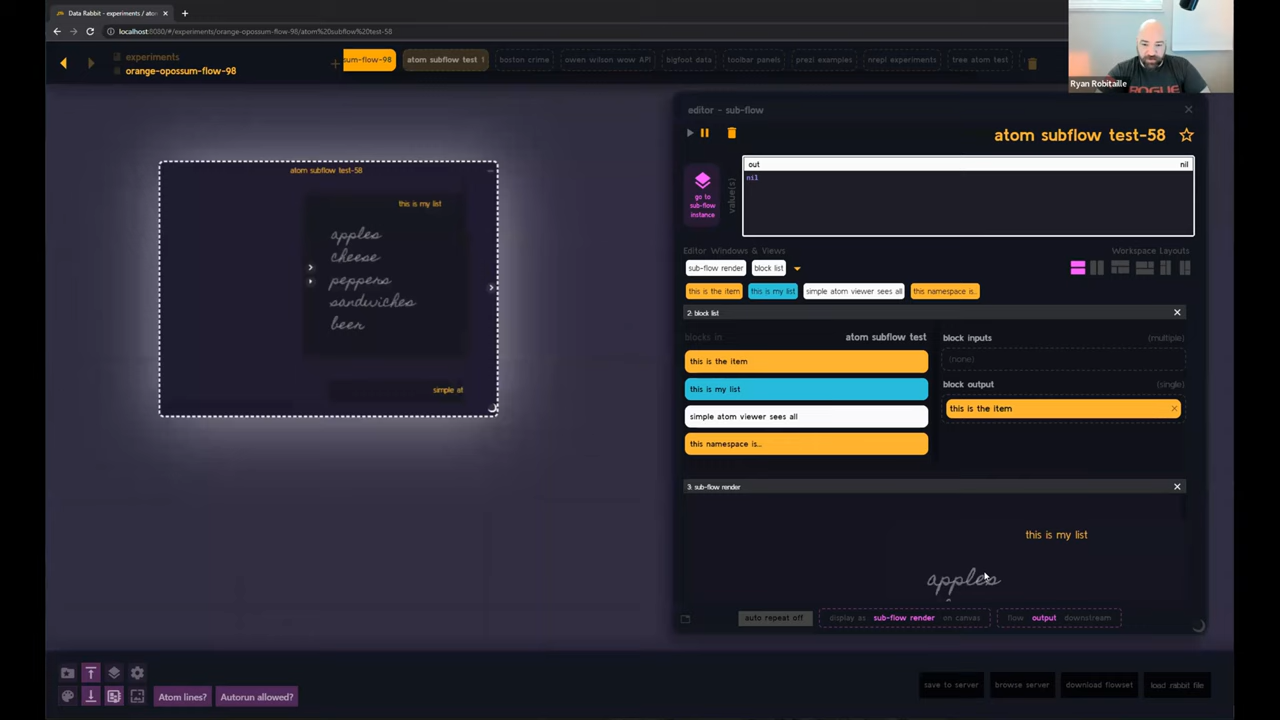 Data Rabbit - experiments / ato
localhost:8080/#/experiments/orange-opossum-flow-98/atom%20subflow%20test-58
experiments
orange-opossum-flow-98
sum-flow-98
atom subflow test 1
boston crime
owen wilson wow API
bigfoot data
toolbar panels
prezi examples
nrepl experiments
tree atom test
Ryan Robitaille
ROGUE
atom subflow test-58
this is my list
apples
cheese
peppers
sandwiches
beer
simple at
editor - sub-flow
atom subflow test-58
go to sub-flow instance
value(s)
out nil
nil
Editor Windows & Views
Workspace Layouts
sub-flow render block list
this is the item this is my list simple atom viewer sees all this namespace is..
2: block list
blocks in: atom subflow test
this is the item
this is my list
simple atom viewer sees all
this namespace is...
block inputs (multiple)
(none)
block output (single)
this is the item
3: sub-flow render
this is my list
apples
auto repeat off
display as sub-flow render on canvas
flow output downstream
Atom lines?
Autorun allowed?
save to server
browse server
download flowset
load rabbit file